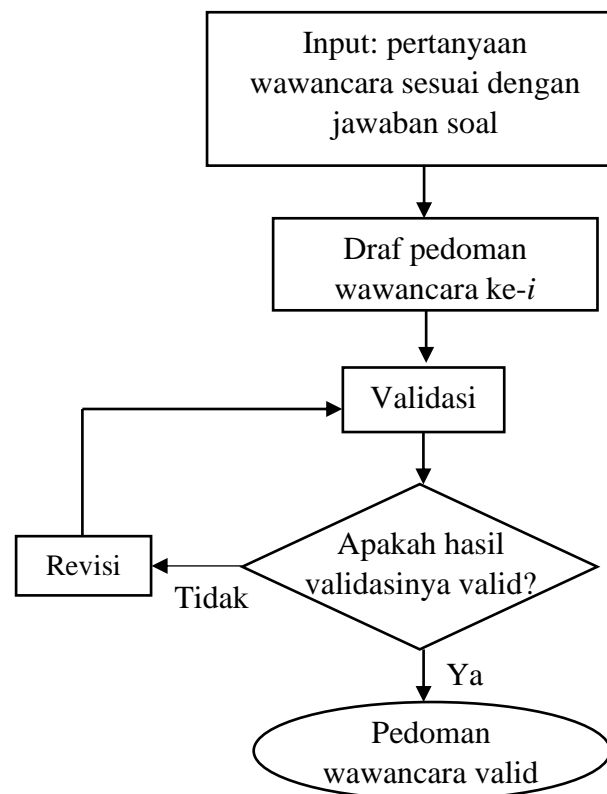 Input: pertanyaan
wawancara sesuai dengan
jawaban soal
Draf pedoman
wawancara ke-i
Validasi
Apakah hasil
validasinya valid?
Revisi
Tidak
Ya
Pedoman
wawancara valid